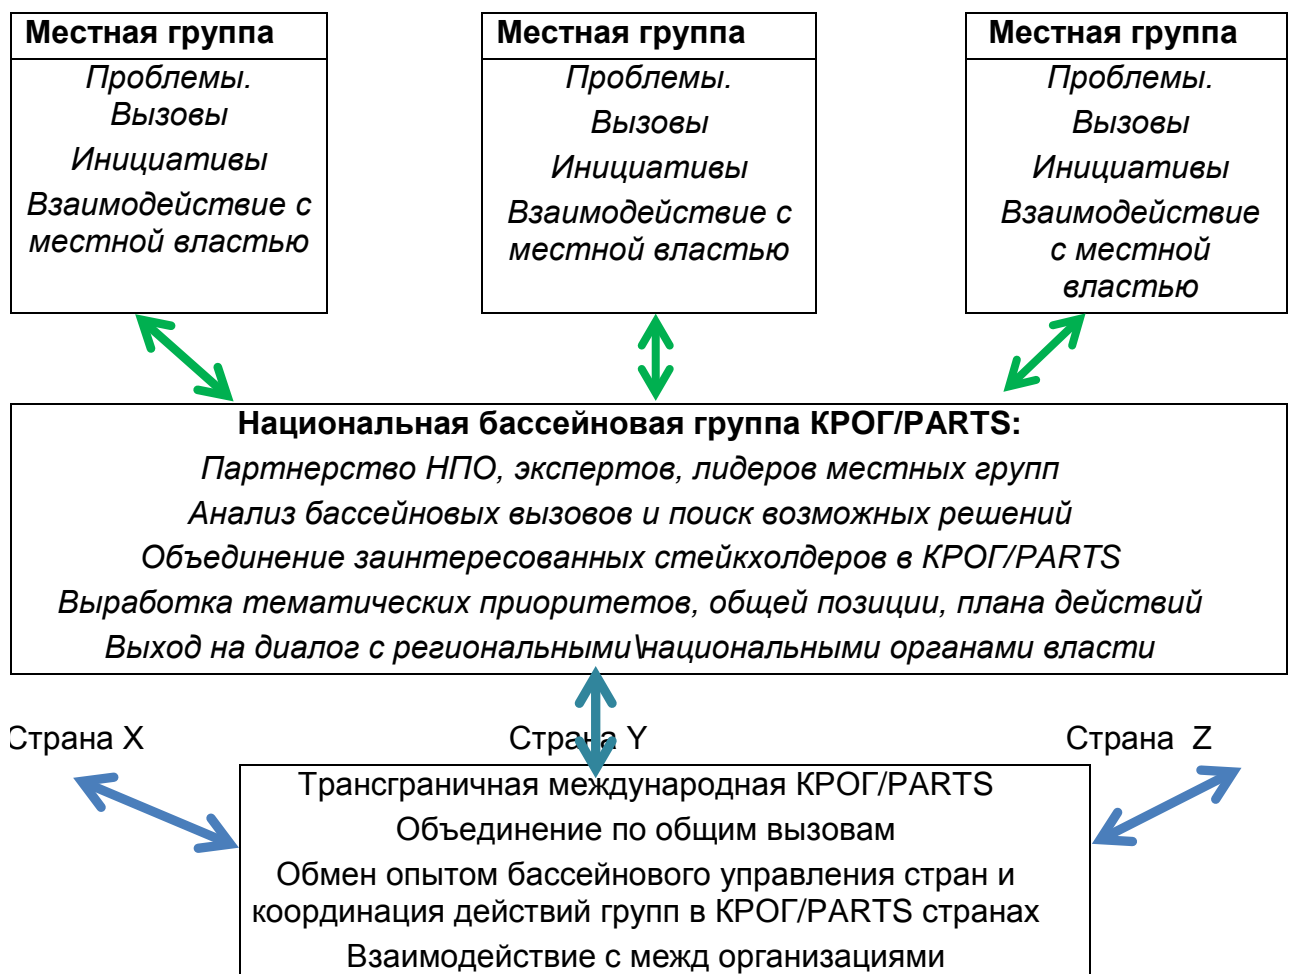 Местная группа
Проблемы.
Вызовы
Инициативы
Взаимодействие с
местной властью
Местная группа
Проблемы.
Вызовы
Инициативы
Взаимодействие с
местной властью
Местная группа
Проблемы.
Вызовы
Инициативы
Взаимодействие
с местной
властью
Национальная бассейновая группа КРОГ/PARTS:
Партнерство НПО, экспертов, лидеров местных групп
Анализ бассейновых вызовов и поиск возможных решений
Объединение заинтересованных стейкхолдеров в КРОГ/PARTS
Выработка тематических приоритетов, общей позиции, плана действий
Выход на диалог с региональными\национальными органами власти
Страна X
Страна Y
Страна Z
Трансграничная международная КРОГ/PARTS
Объединение по общим вызовам
Обмен опытом бассейнового управления стран и
координация действий групп в КРОГ/PARTS странах
Взаимодействие с межд организациями